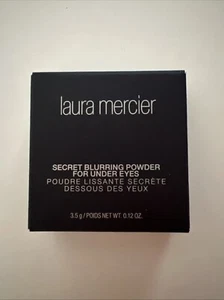 laura mercier
SECRET BLURRING POWDER
FOR UNDER EYES
POUDRE LISSANTE SECRÈTE
DESSOUS DES YEUX
3.5 g / POIDS NET WT. 0.12 OZ.